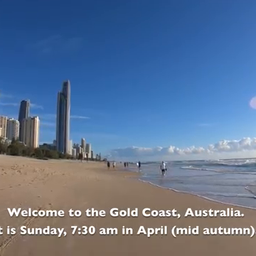 Welcome to the Gold Coast, Australia.
t is Sunday, 7:30 am in April (mid autumn)